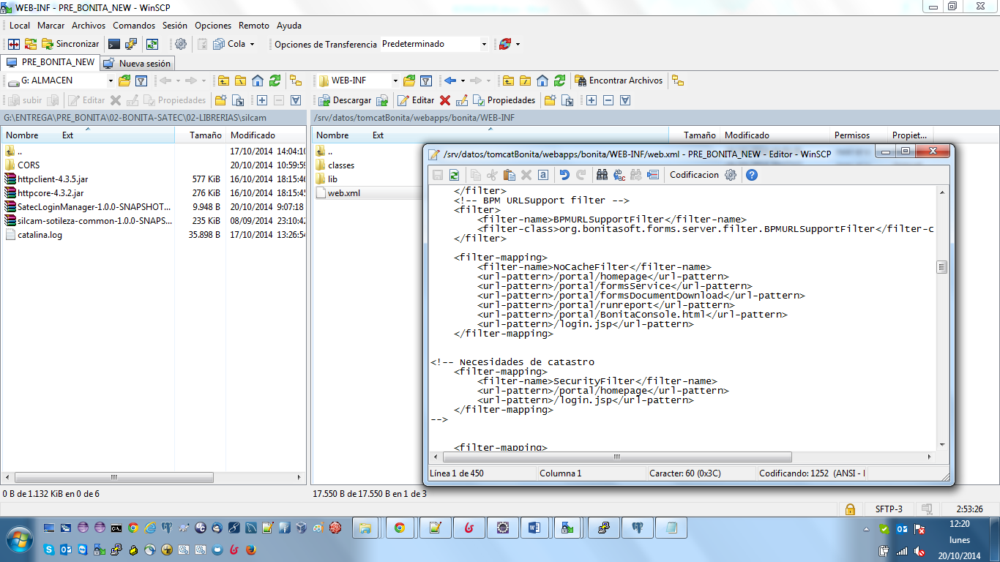 WEB-INF - PRE_BONITA_NEW - WinSCP
Local Marcar Archivos Comandos Sesión Opciones Remoto Ayuda
Sincronizar Cola Opciones de Transferencia Predeterminado
PRE_BONITA_NEW Nueva sesión
G: ALMACEN WEB-INF Encontrar Archivos
subir Editar Propiedades Descargar Editar Propiedades
G:\ENTREGA\PRE_BONITA\02-BONITA-SATEC\02-LIBRERIAS\silcam /srv/datos/tomcatBonita/webapps/bonita/WEB-INF
Nombre Ext Tamaño Modificado
..  17/10/2014 14:04:10
CORS 20/10/2014 10:59:59
httpclient-4.3.5.jar 577 KiB 16/10/2014 18:15:46
httpcore-4.3.2.jar 276 KiB 16/10/2014 18:15:45
SatecLoginManager-1.0.0-SNAPSHOT... 9.948 B 20/10/2014 9:07:18
silcam-sotileza-common-1.0.0-SNAPS... 235 KiB 08/09/2014 23:10:42
catalina.log 35.898 B 17/10/2014 13:26:54
Nombre Ext Tamaño Modificado Permisos Propiet...
..
classes
lib
web.xml
/srv/datos/tomcatBonita/webapps/bonita/WEB-INF/web.xml - PRE_BONITA_NEW - Editor - WinSCP
Codificacion
</filter>
<!-- BPM URLSupport filter -->
<filter>
<filter-name>BPMURLSupportFilter</filter-name>
<filter-class>org.bonitasoft.forms.server.filter.BPMURLSupportFilter</filter-c
</filter>
<filter-mapping>
<filter-name>NoCacheFilter</filter-name>
<url-pattern>/portal/homepage</url-pattern>
<url-pattern>/portal/formsService</url-pattern>
<url-pattern>/portal/formsDocumentDownload</url-pattern>
<url-pattern>/portal/runreport</url-pattern>
<url-pattern>/portal/BonitaConsole.html</url-pattern>
<url-pattern>/login.jsp</url-pattern>
</filter-mapping>
<!-- Necesidades de catastro
<filter-mapping>
<filter-name>SecurityFilter</filter-name>
<url-pattern>/portal/homepage</url-pattern>
<url-pattern>/login.jsp</url-pattern>
</filter-mapping>
-->
<filter-mapping>
Línea 1 de 450 Columna 1 Caracter: 60 (0x3C) Codificando: 1252 (ANSI - I
0 B de 1.132 KiB en 0 de 6 17.550 B de 17.550 B en 1 de 3
SFTP-3 2:53:26
12:20
lunes
20/10/2014